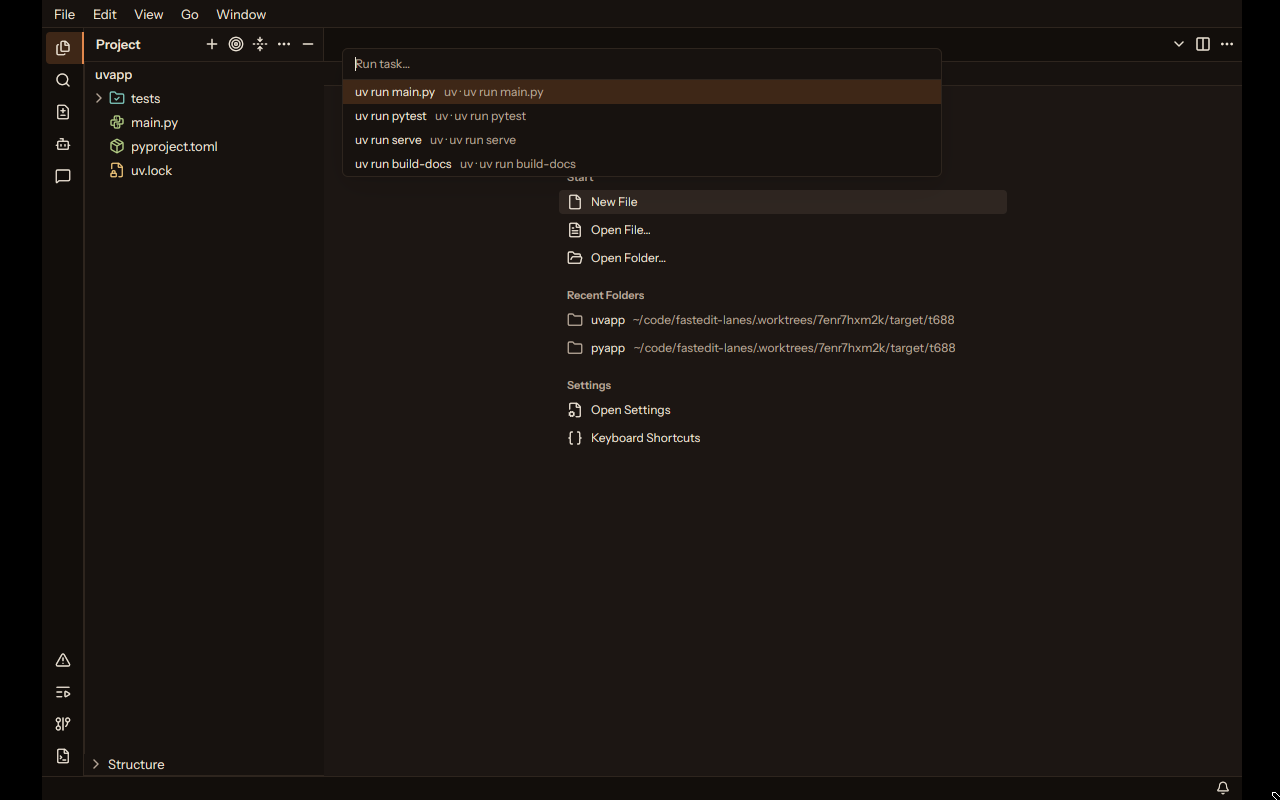 File Edit View Go Window
Project
uvapp
tests
main.py
pyproject.toml
uv.lock
Run task...
uv run main.py uv · uv run main.py
uv run pytest uv · uv run pytest
uv run serve uv · uv run serve
uv run build-docs uv · uv run build-docs
Start
New File
Open File...
Open Folder...
Recent Folders
uvapp ~/code/fastedit-lanes/.worktrees/7enr7hxm2k/target/t688
pyapp ~/code/fastedit-lanes/.worktrees/7enr7hxm2k/target/t688
Settings
Open Settings
Keyboard Shortcuts
Structure